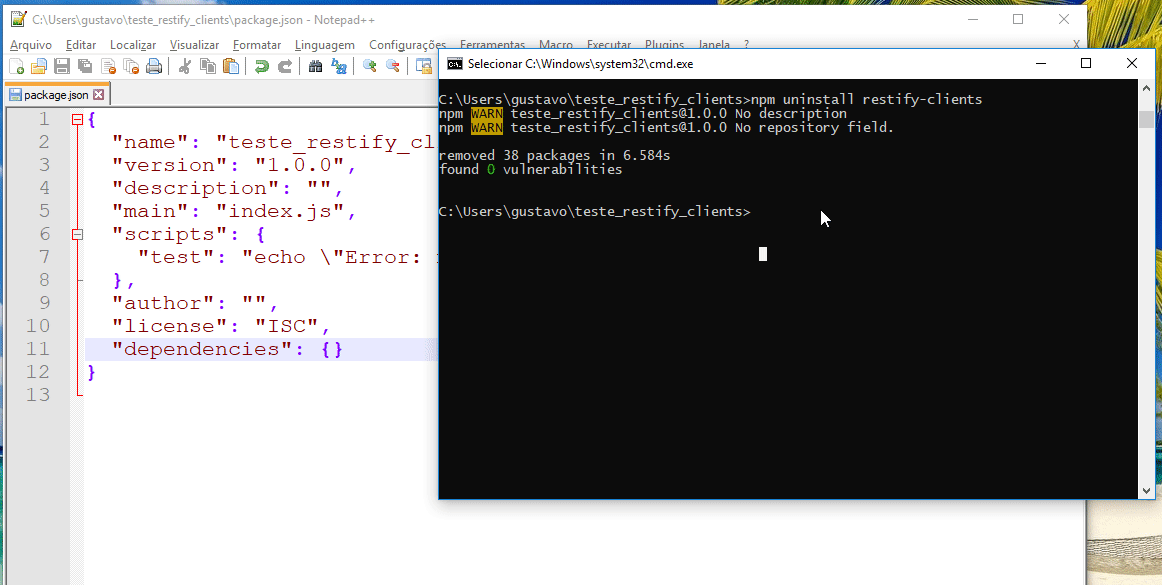 C:\Users\gustavo\teste_restify_clients\package.json - Notepad++
Arquivo Editar Localizar Visualizar Formatar Linguagem Configurações Ferramentas Macro Executar Plugins Janela ? X
package.json
1 {
2 "name": "teste_restify_cl
3 "version": "1.0.0",
4 "description": "",
5 "main": "index.js",
6 "scripts": {
7 "test": "echo \"Error:
8 },
9 "author": "",
10 "license": "ISC",
11 "dependencies": {}
12 }
13
Selecionar C:\Windows\system32\cmd.exe
C:\Users\gustavo\teste_restify_clients>npm uninstall restify-clients
npm WARN teste_restify_clients@1.0.0 No description
npm WARN teste_restify_clients@1.0.0 No repository field.
removed 38 packages in 6.584s
found 0 vulnerabilities
C:\Users\gustavo\teste_restify_clients>